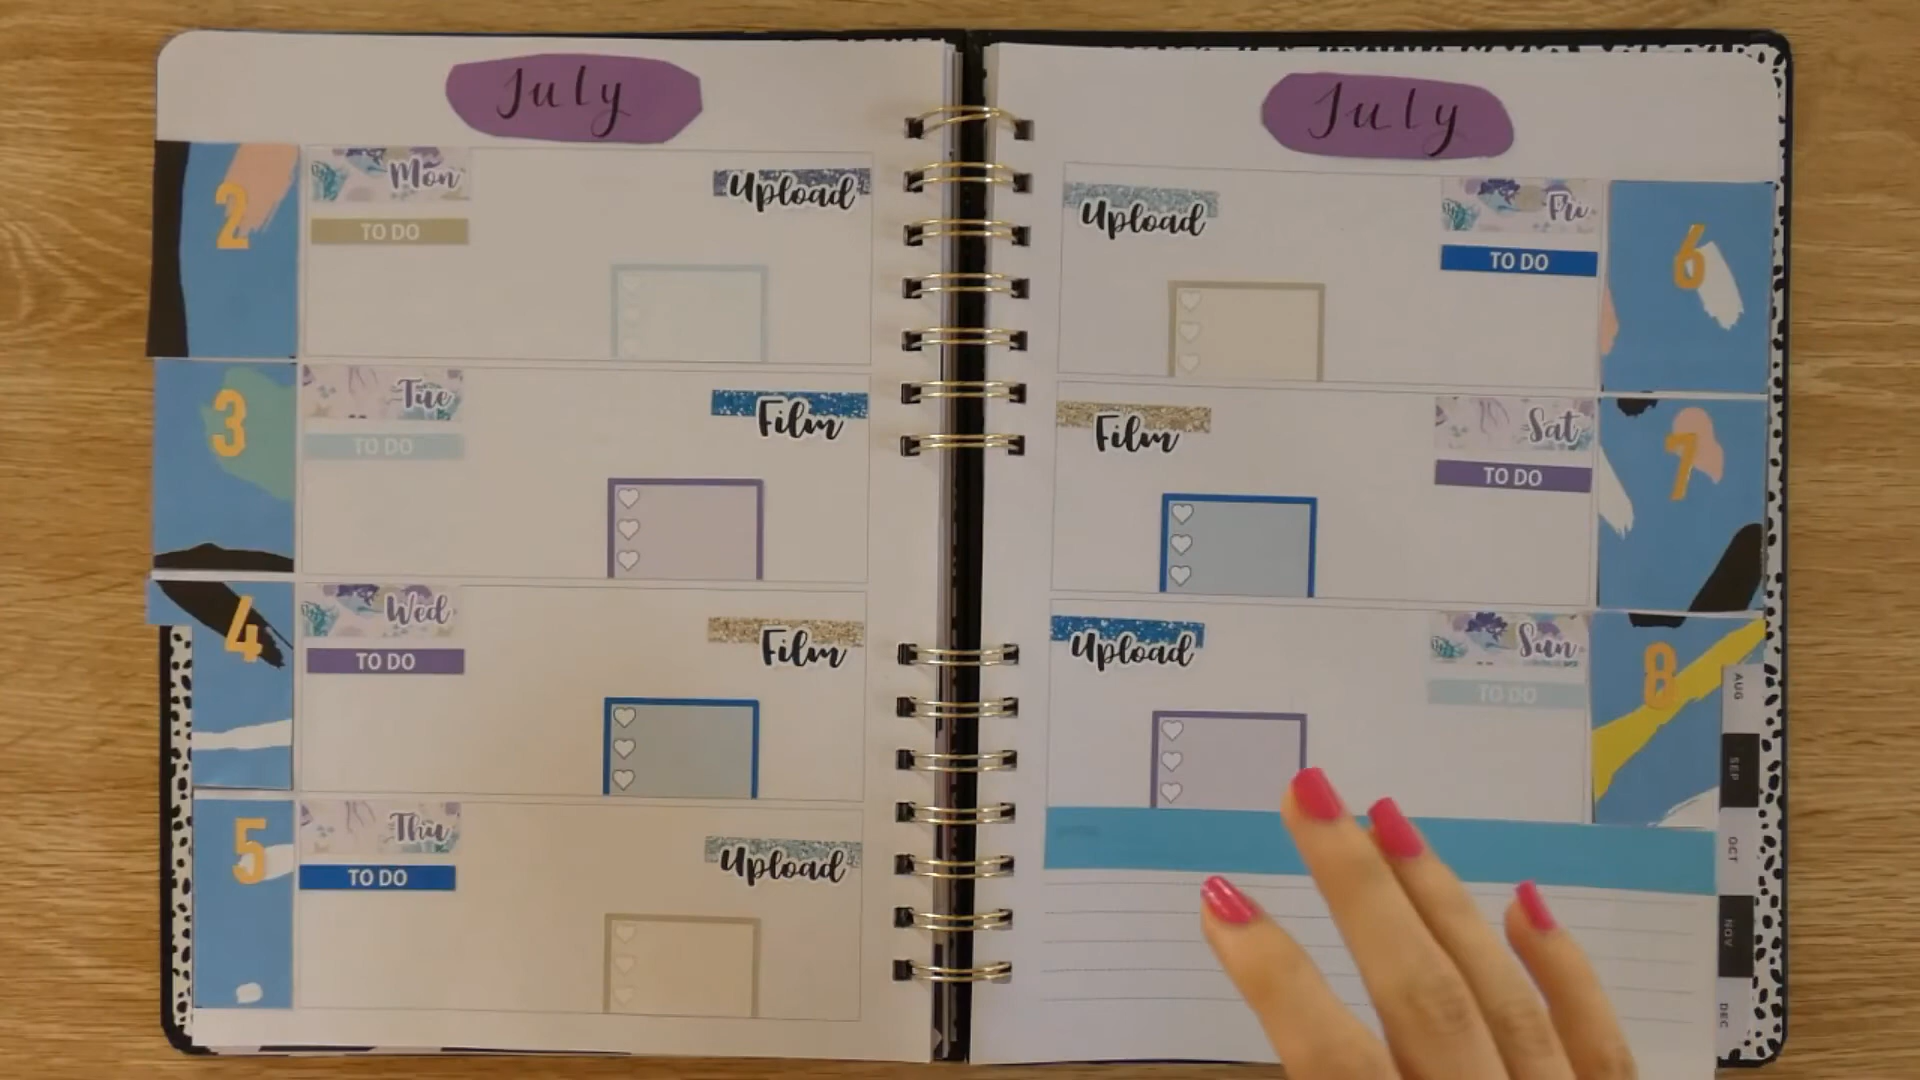 July
2
Mon
Upload
TO DO
3
Tue
Film
TO DO
4
Wed
Film
TO DO
5
Thu
Upload
TO DO
July
Upload
Fri
6
TO DO
Film
Sat
7
TO DO
Upload
Sun
8
TO DO
AUG
SEP
OCT
NOV
DEC